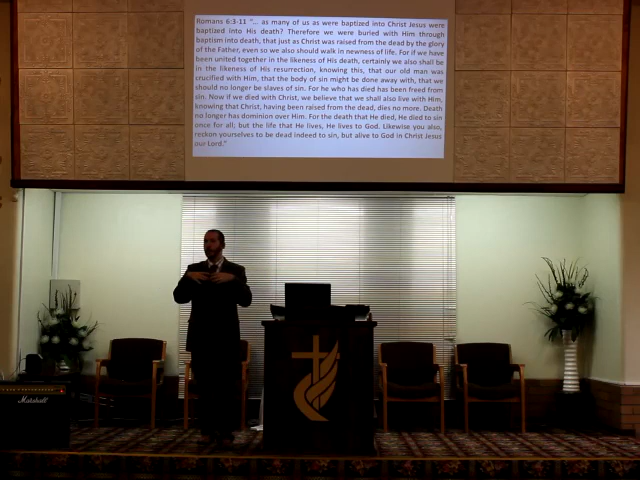 Romans 6:3-11 "... as many of us as were baptized into Christ Jesus were
baptized into His death? Therefore we were buried with Him through
baptism into death, that just as Christ was raised from the dead by the glory
of the Father, even so we also should walk in newness of life. For if we have
been united together in the likeness of His death, certainly we also shall be
in the likeness of His resurrection, knowing this, that our old man was
crucified with Him, that the body of sin might be done away with, that we
should no longer be slaves of sin. For he who has died has been freed from
sin. Now if we died with Christ, we believe that we shall also live with Him,
knowing that Christ, having been raised from the dead, dies no more. Death
no longer has dominion over Him. For the death that He died, He died to sin
once for all; but the life that He lives, He lives to God. Likewise you also,
reckon yourselves to be dead indeed to sin, but alive to God in Christ Jesus
our Lord."
Marshall